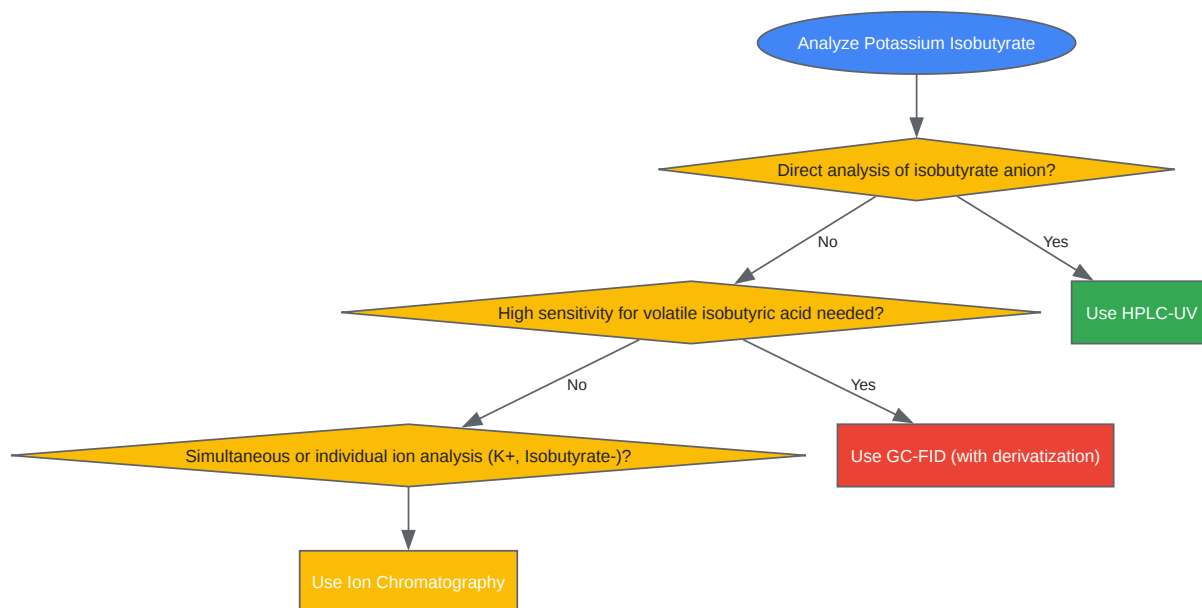 Analyze Potassium Isobutyrate
Direct analysis of isobutyrate anion?
No
Yes
High sensitivity for volatile isobutyric acid needed?
Use HPLC-UV
No
Yes
Simultaneous or individual ion analysis (K+, Isobutyrate-)?
Use GC-FID (with derivatization)
Use Ion Chromatography